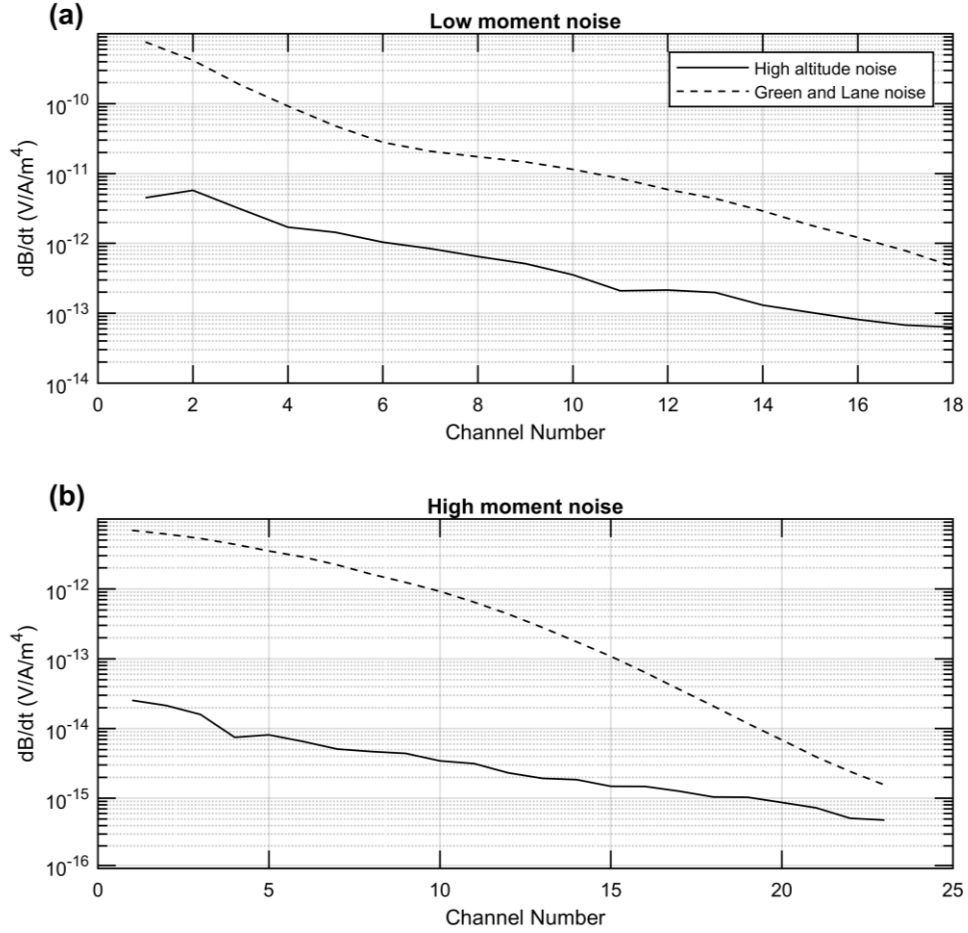 (a)
Low moment noise
High altitude noise
Green and Lane noise
dB/dt (V/A/m^4)
10^-10
10^-11
10^-12
10^-13
10^-14
0 2 4 6 8 10 12 14 16 18
Channel Number
(b)
High moment noise
dB/dt (V/A/m^4)
10^-12
10^-13
10^-14
10^-15
10^-16
0 5 10 15 20 25
Channel Number